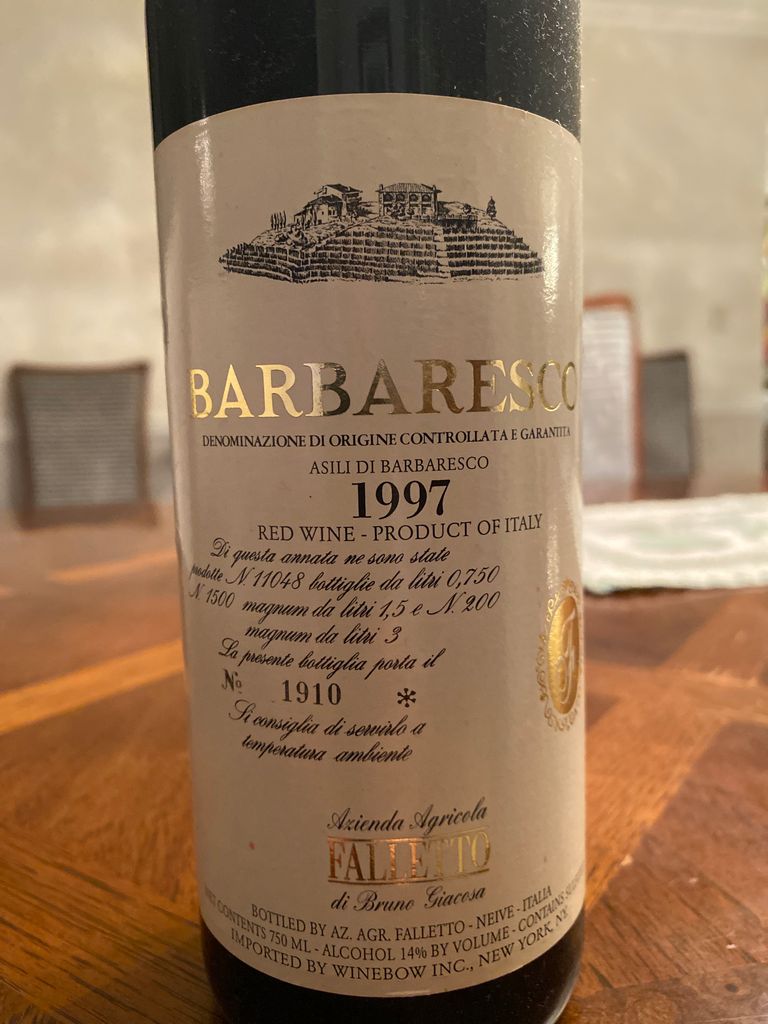 BARBARESCO
DENOMINAZIONE DI ORIGINE CONTROLLATA E GARANTITA
ASILI DI BARBARESCO
1997
RED WINE - PRODUCT OF ITALY
Di questa annata ne sono state
prodotte N. 11048 bottiglie da litri 0,750
N. 1500 magnum da litri 1,5 e N. 200
magnum da litri 3
La presente bottiglia porta il
Nº 1910 *
Si consiglia di servirlo a
temperatura ambiente
Azienda Agricola
FALLETTO
di Bruno Giacosa
BOTTLED BY AZ. AGR. FALLETTO - NEIVE - ITALIA
NET CONTENTS 750 ML - ALCOHOL 14% BY VOLUME - CONTAINS
IMPORTED BY WINEBOW INC., NEW YORK, NY